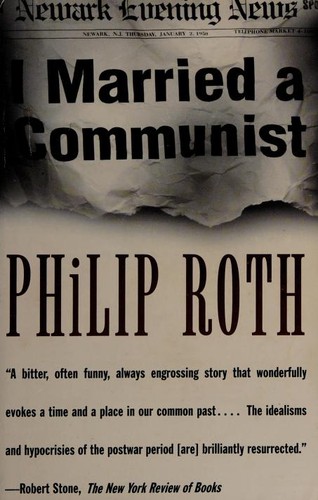 Newark Evening News
NEWARK, N.J. THURSDAY, JANUARY
TELEPHONE MARKET
I Married a
Communist
PHiLIP ROTH
“A bitter, often funny, always engrossing story that wonderfully
evokes a time and a place in our common past.... The idealisms
and hypocrisies of the postwar period [are] brilliantly resurrected.”
—Robert Stone, The New York Review of Books